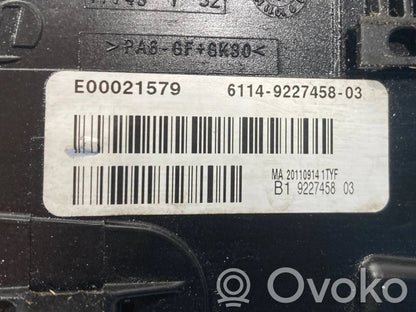 >PA6-GF+GK30<
E00021579 6114-9227458-03
MA 20110914 1TYF
B1 9227458 03
OVOKO